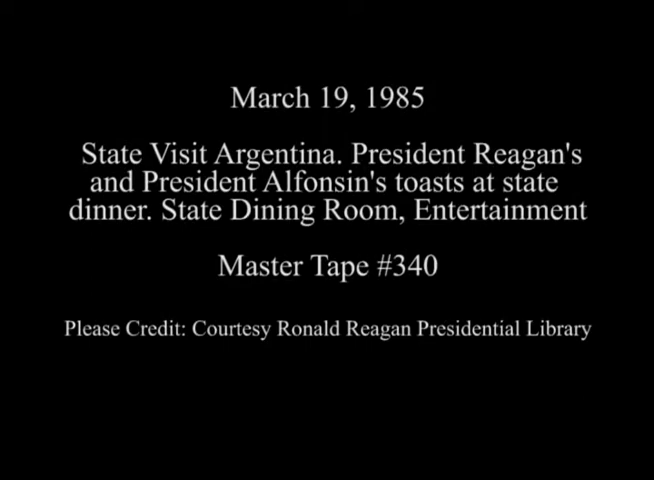 March 19, 1985
State Visit Argentina. President Reagan's
and President Alfonsin's toasts at state
dinner. State Dining Room, Entertainment
Master Tape #340
Please Credit: Courtesy Ronald Reagan Presidential Library